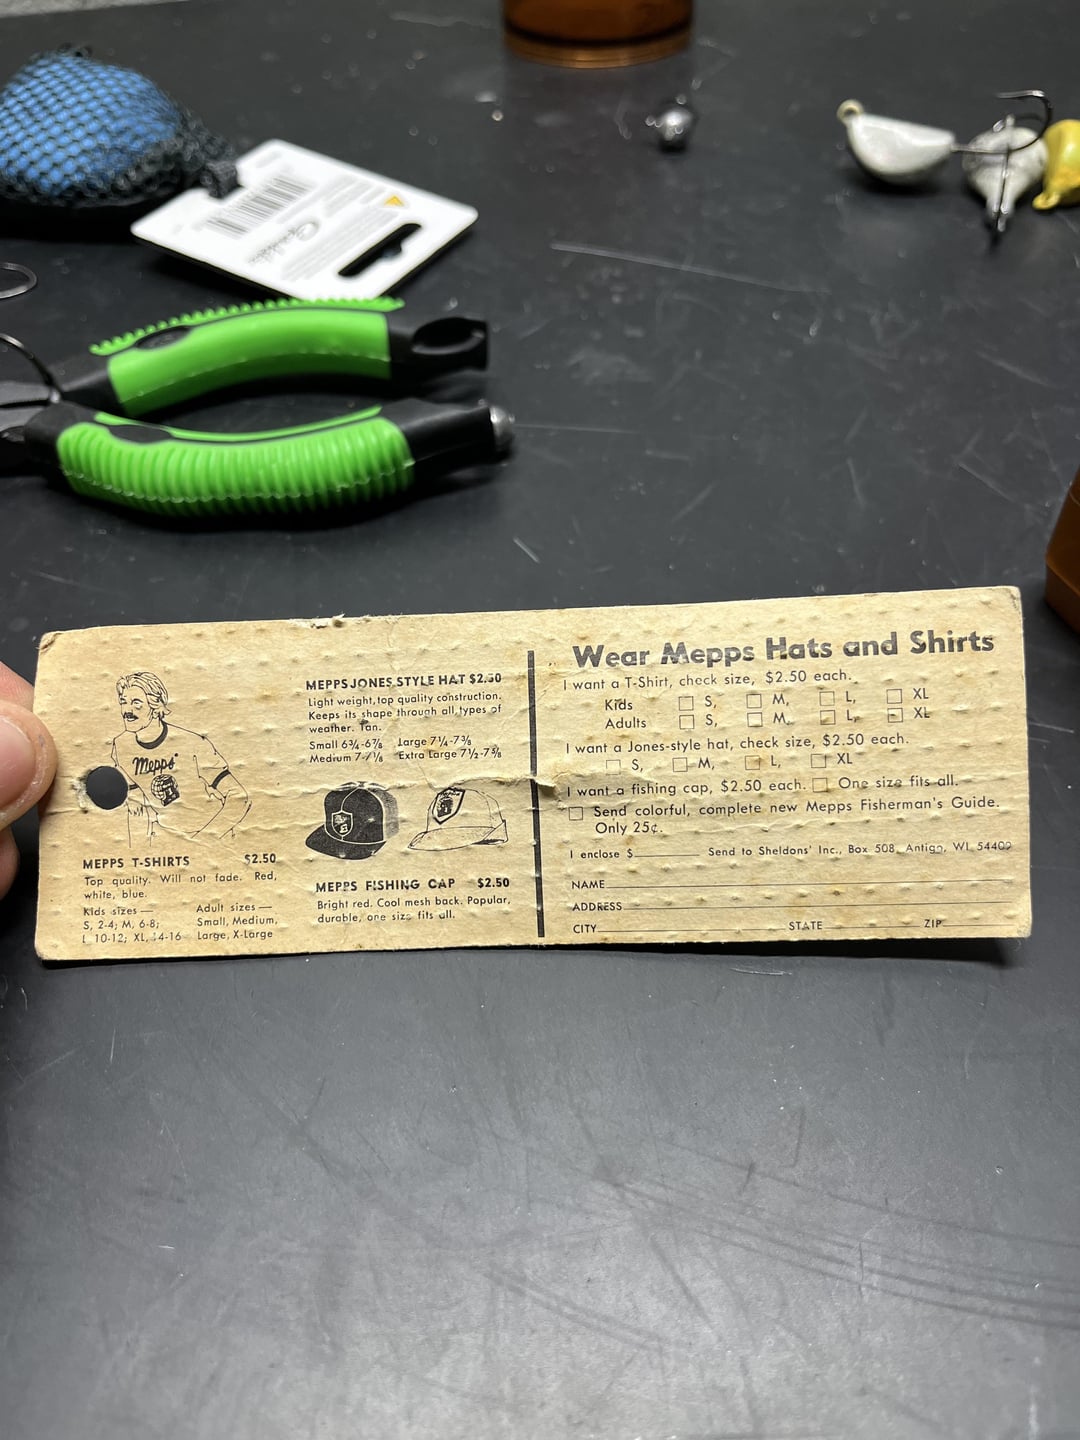 Mepps
MEPPS T-SHIRTS $2.50
Top quality. Will not fade. Red,
white, blue.
Kids sizes —
S, 2-4; M, 6-8;
L 10-12; XL, 14-16
Adult sizes —
Small, Medium,
Large, X-Large
MEPPS JONES STYLE HAT $2.50
Light weight, top quality construction.
Keeps its shape through all types of
weather. Tan.
Small 6¾-6⅞ Large 7¼-7⅜
Medium 7-7⅛ Extra Large 7½-7⅝
MEPPS FISHING CAP $2.50
Bright red. Cool mesh back. Popular,
durable, one size fits all.
Wear Mepps Hats and Shirts
I want a T-Shirt, check size, $2.50 each.
Kids □ S, □ M, □ L, □ XL
Adults □ S, □ M, □ L, □ XL
I want a Jones-style hat, check size, $2.50 each.
□ S, □ M, □ L, □ XL
I want a fishing cap, $2.50 each. □ One size fits all.
□ Send colorful, complete new Mepps Fisherman's Guide.
Only 25¢.
I enclose $ Send to Sheldons' Inc., Box 508, Antigo, WI 54409
NAME
ADDRESS
CITY STATE ZIP